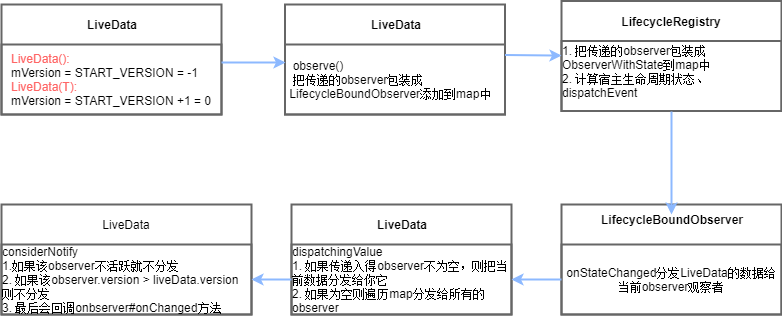 LiveData
LiveData():
mVersion = START_VERSION = -1
LiveData(T):
mVersion = START_VERSION +1 = 0
LiveData
observe()
把传递的observer包装成
LifecycleBoundObserver添加到map中
LifecycleRegistry
1. 把传递的observer包装成
ObserverWithState到map中
2. 计算宿主生命周期状态、
dispatchEvent
LifecycleBoundObserver
onStateChanged分发LiveData的数据给
当前observer观察者
LiveData
dispatchingValue
1. 如果传递入得observer不为空，则把当
前数据分发给你它
2. 如果为空则遍历map分发给所有的
observer
LiveData
considerNotify
1.如果该observer不活跃就不分发
2. 如果该observer.version > liveData.version
则不分发
3. 最后会回调onbserver#onChanged方法